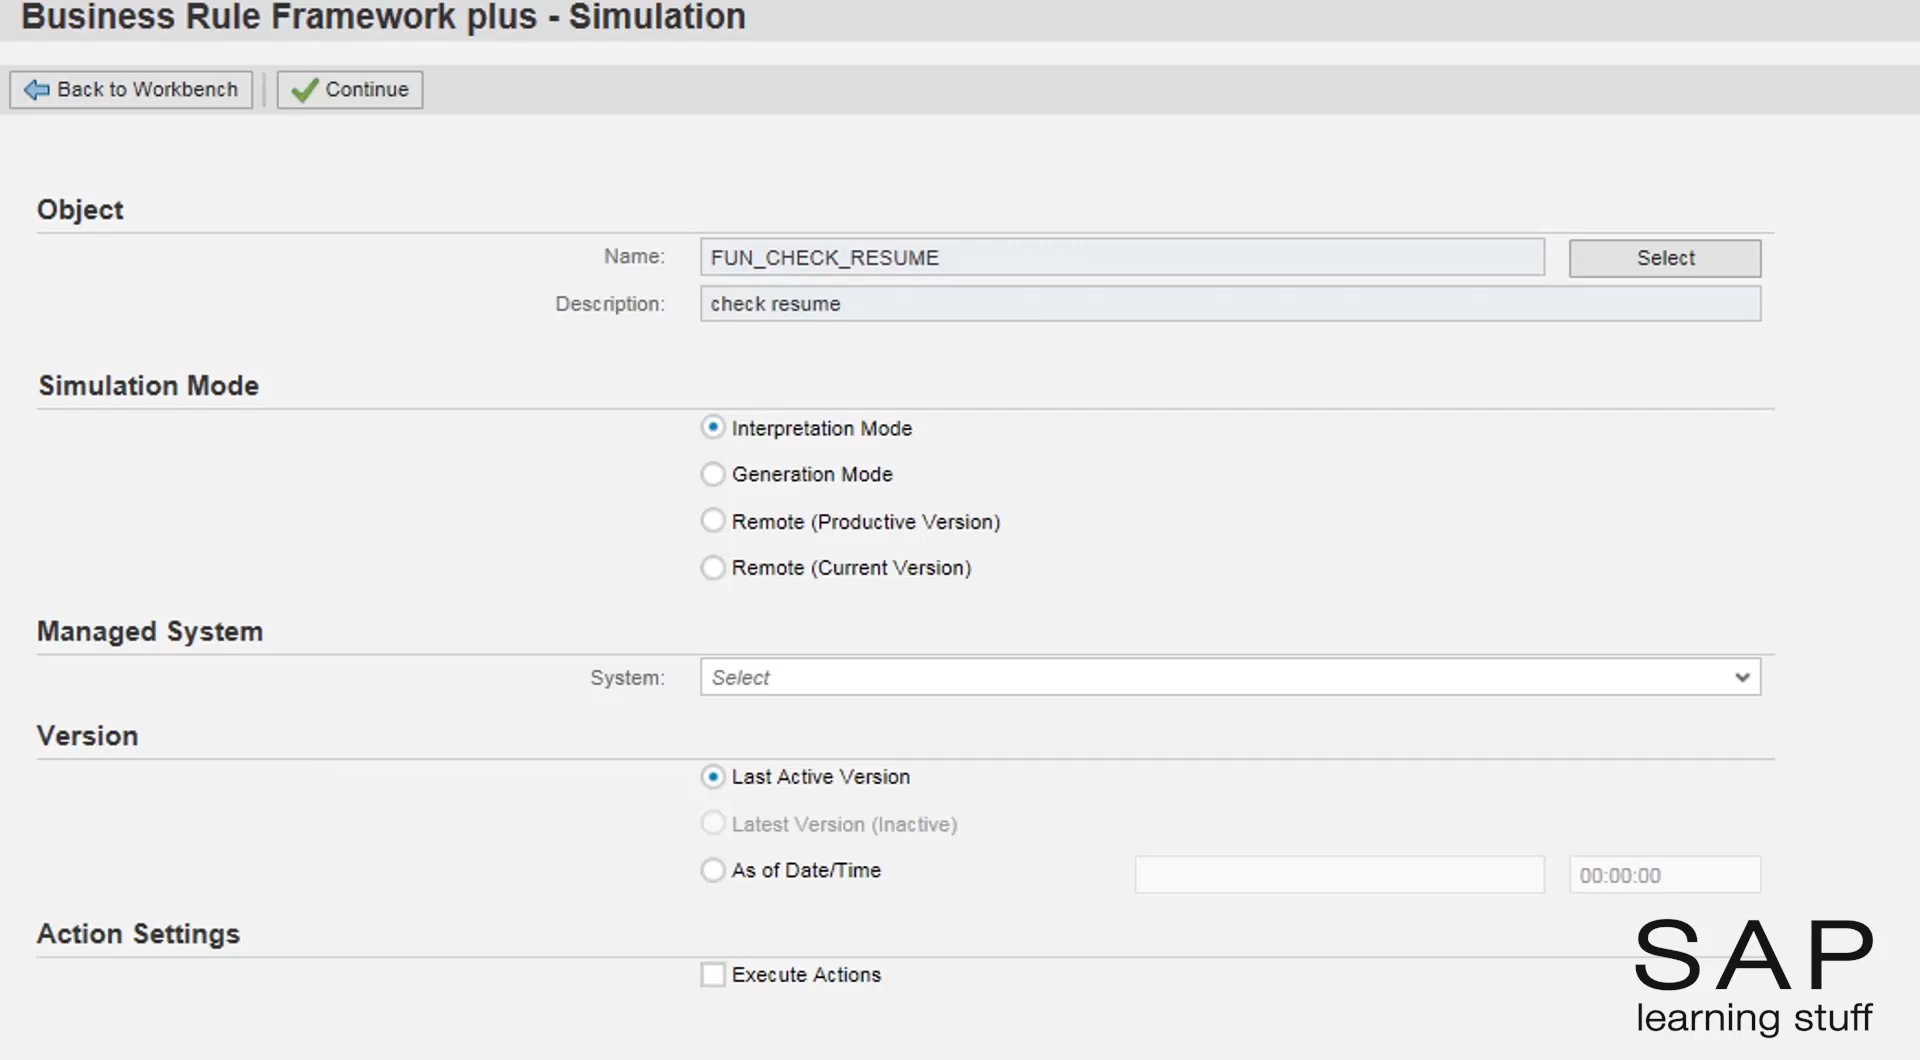 Business Rule Framework plus - Simulation
Back to Workbench
Continue
Object
Name: FUN_CHECK_RESUME Select
Description: check resume
Simulation Mode
Interpretation Mode
Generation Mode
Remote (Productive Version)
Remote (Current Version)
Managed System
System: Select
Version
Last Active Version
Latest Version (Inactive)
As of Date/Time 00:00:00
Action Settings
Execute Actions
SAP
learning stuff